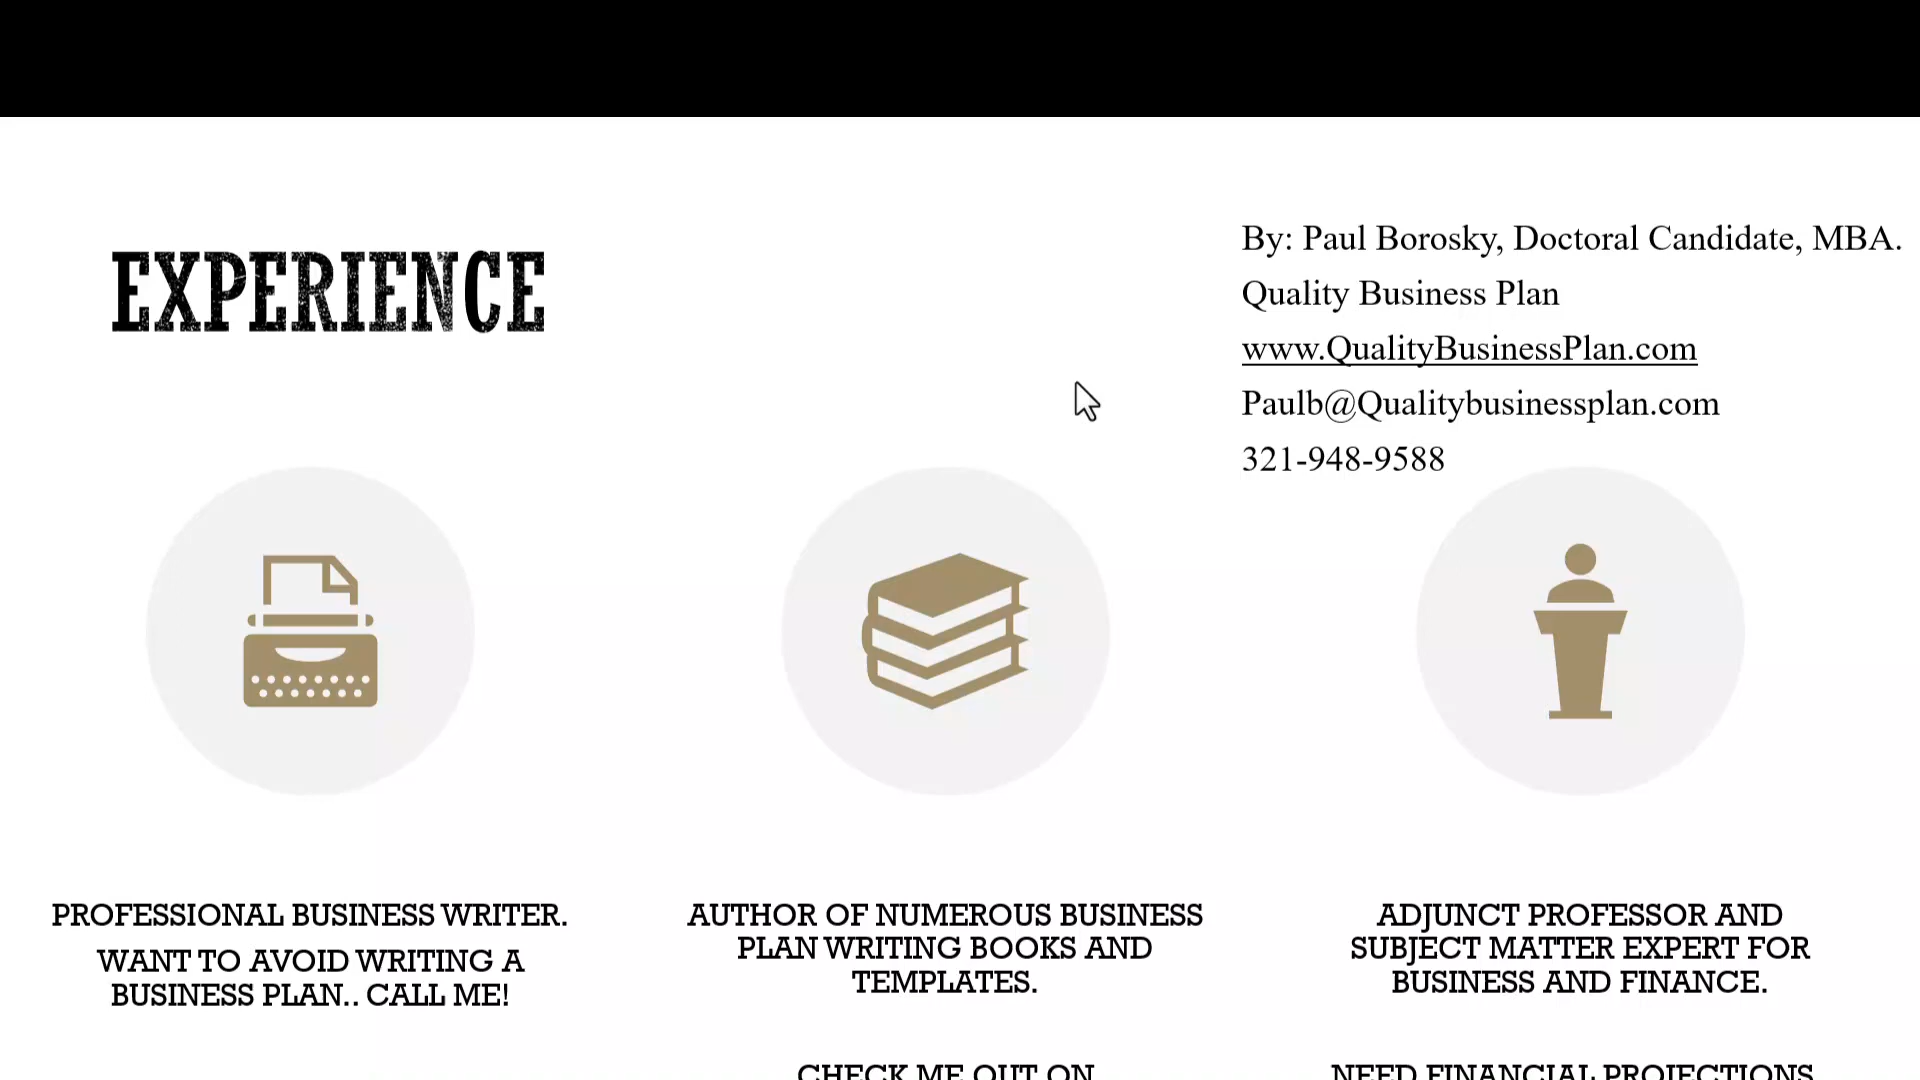 EXPERIENCE
By: Paul Borosky, Doctoral Candidate, MBA.
Quality Business Plan
www.QualityBusinessPlan.com
Paulb@Qualitybusinessplan.com
321-948-9588
PROFESSIONAL BUSINESS WRITER.
WANT TO AVOID WRITING A
BUSINESS PLAN.. CALL ME!
AUTHOR OF NUMEROUS BUSINESS
PLAN WRITING BOOKS AND
TEMPLATES.
CHECK ME OUT ON
ADJUNCT PROFESSOR AND
SUBJECT MATTER EXPERT FOR
BUSINESS AND FINANCE.
NEED FINANCIAL PROJECTIONS